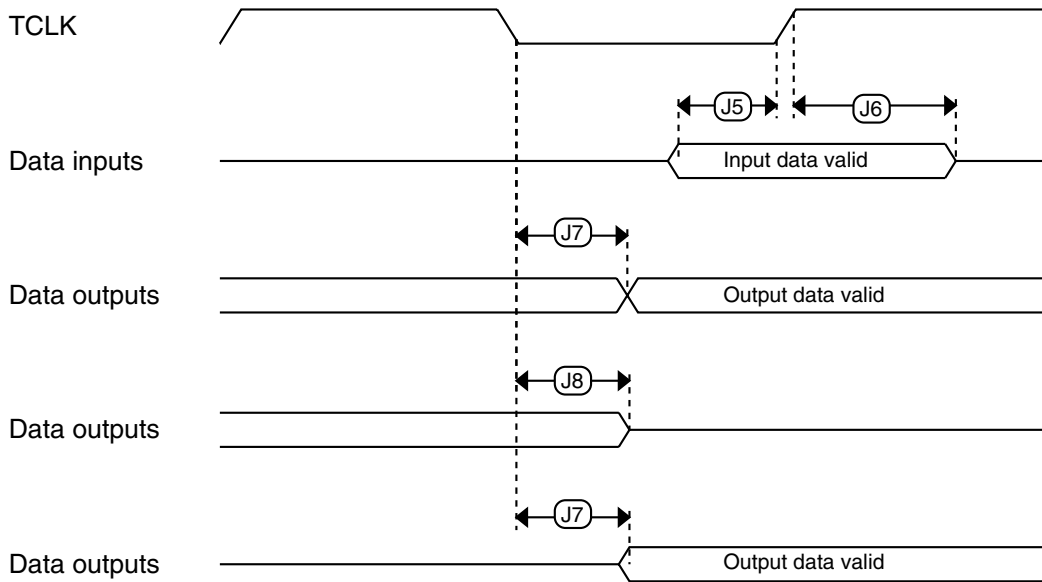 TCLK
J5
J6
Data inputs
Input data valid
J7
Data outputs
Output data valid
J8
Data outputs
J7
Data outputs
Output data valid